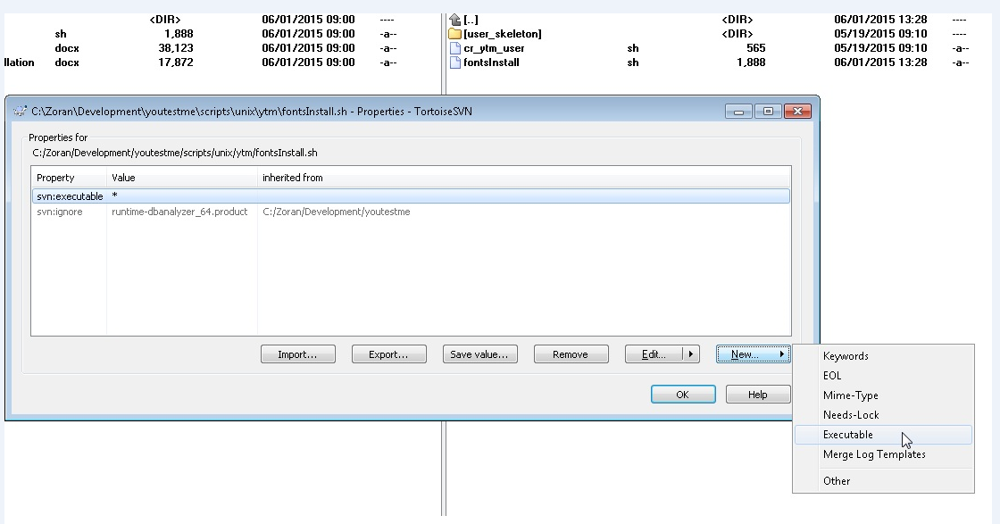 <DIR> 06/01/2015 09:00 ---- [..] <DIR> 06/01/2015 13:28 ----
sh 1,888 06/01/2015 09:00 -a-- [user_skeleton] <DIR> 05/19/2015 09:10 ----
docx 38,123 06/01/2015 09:00 -a-- cr_ytm_user sh 565 05/19/2015 09:10 -a--
llation docx 17,872 06/01/2015 09:00 -a-- fontsInstall sh 1,888 06/01/2015 13:28 -a--
C:\Zoran\Development\youtestme\scripts\unix\ytm\fontsInstall.sh - Properties - TortoiseSVN
Properties for
C:/Zoran/Development/youtestme/scripts/unix/ytm/fontsInstall.sh
Property Value inherited from
svn:executable *
svn:ignore runtime-dbanalyzer_64.product C:/Zoran/Development/youtestme
Import... Export... Save value... Remove Edit... New...
OK Help
Keywords
EOL
Mime-Type
Needs-Lock
Executable
Merge Log Templates
Other